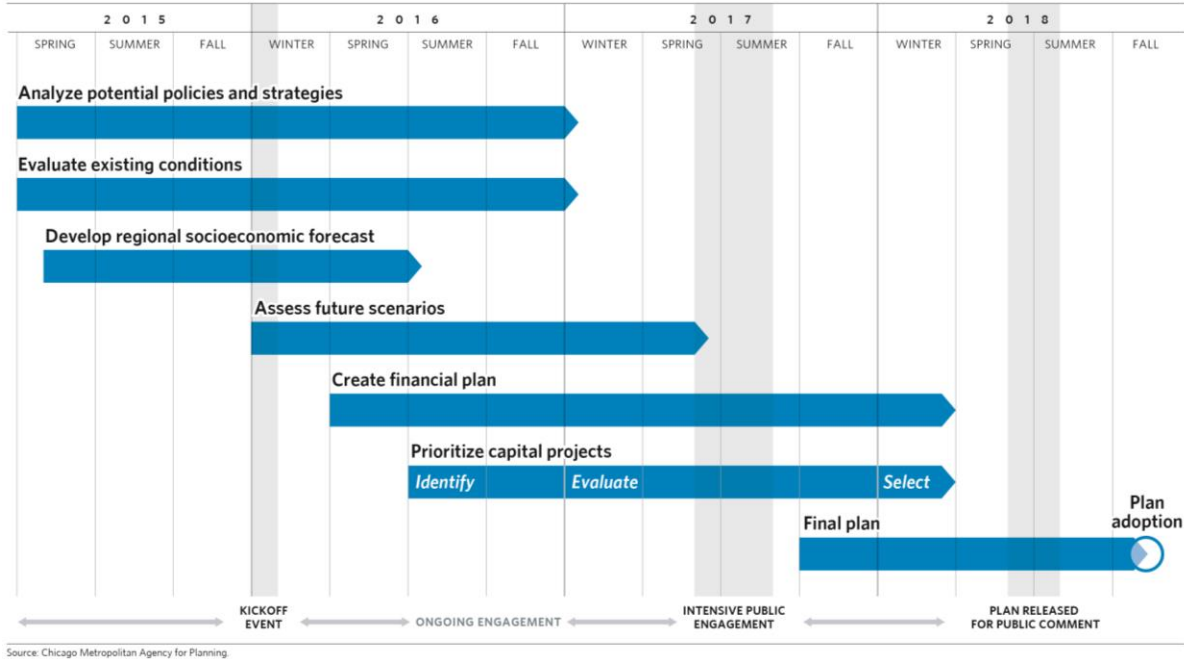 2 0 1 5 2 0 1 6 2 0 1 7 2 0 1 8
SPRING SUMMER FALL WINTER SPRING SUMMER FALL WINTER SPRING SUMMER FALL WINTER SPRING SUMMER FALL
Analyze potential policies and strategies
Evaluate existing conditions
Develop regional socioeconomic forecast
Assess future scenarios
Create financial plan
Prioritize capital projects
Identify Evaluate Select
Final plan
Plan
adoption
KICKOFF
EVENT
ONGOING ENGAGEMENT
INTENSIVE PUBLIC
ENGAGEMENT
PLAN RELEASED
FOR PUBLIC COMMENT
Source: Chicago Metropolitan Agency for Planning.